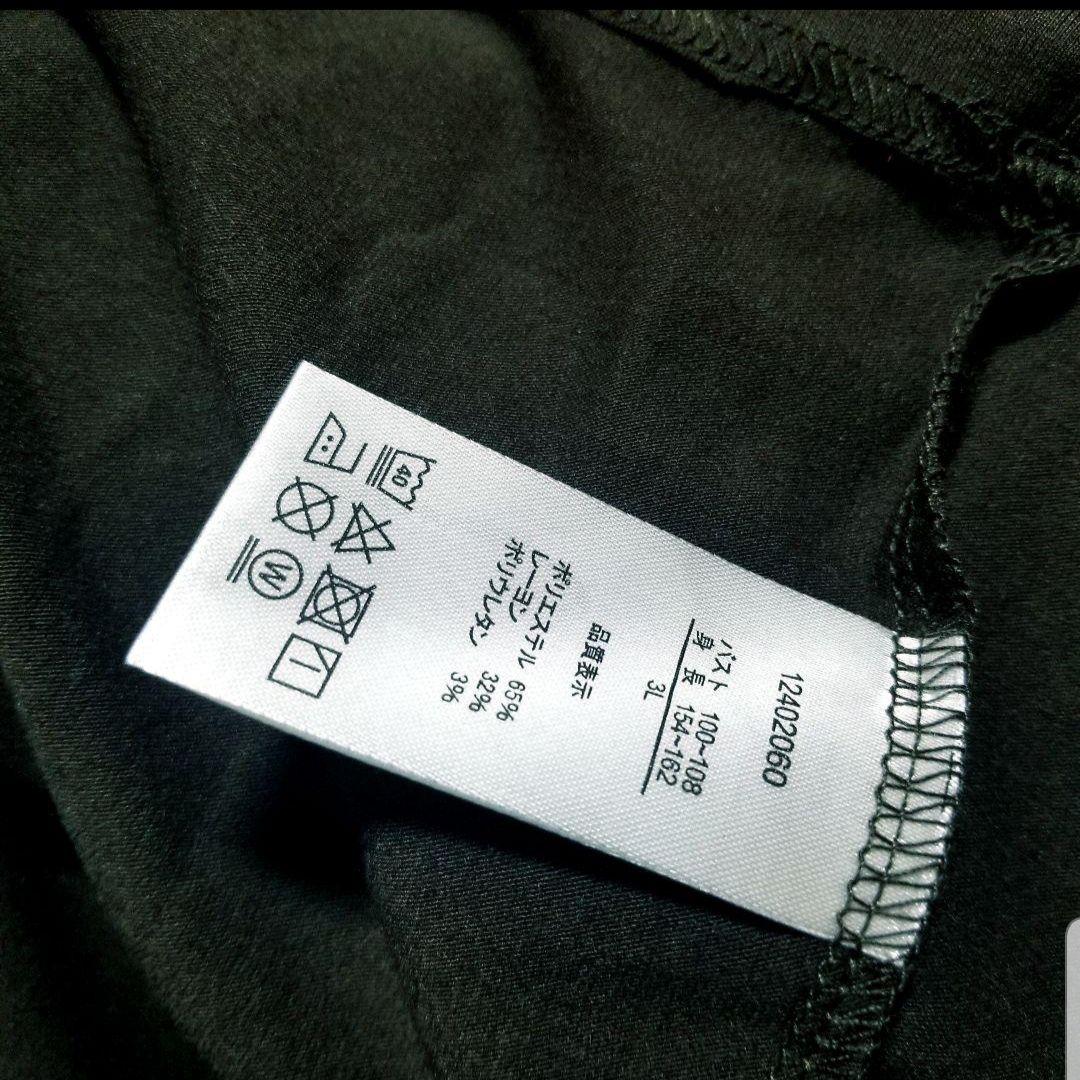 12402060
バスト 100~108
身 長 154~162
3L
品質表示
ポリエステル 65%
レーヨン 32%
ポリウレタン 3%
40
W